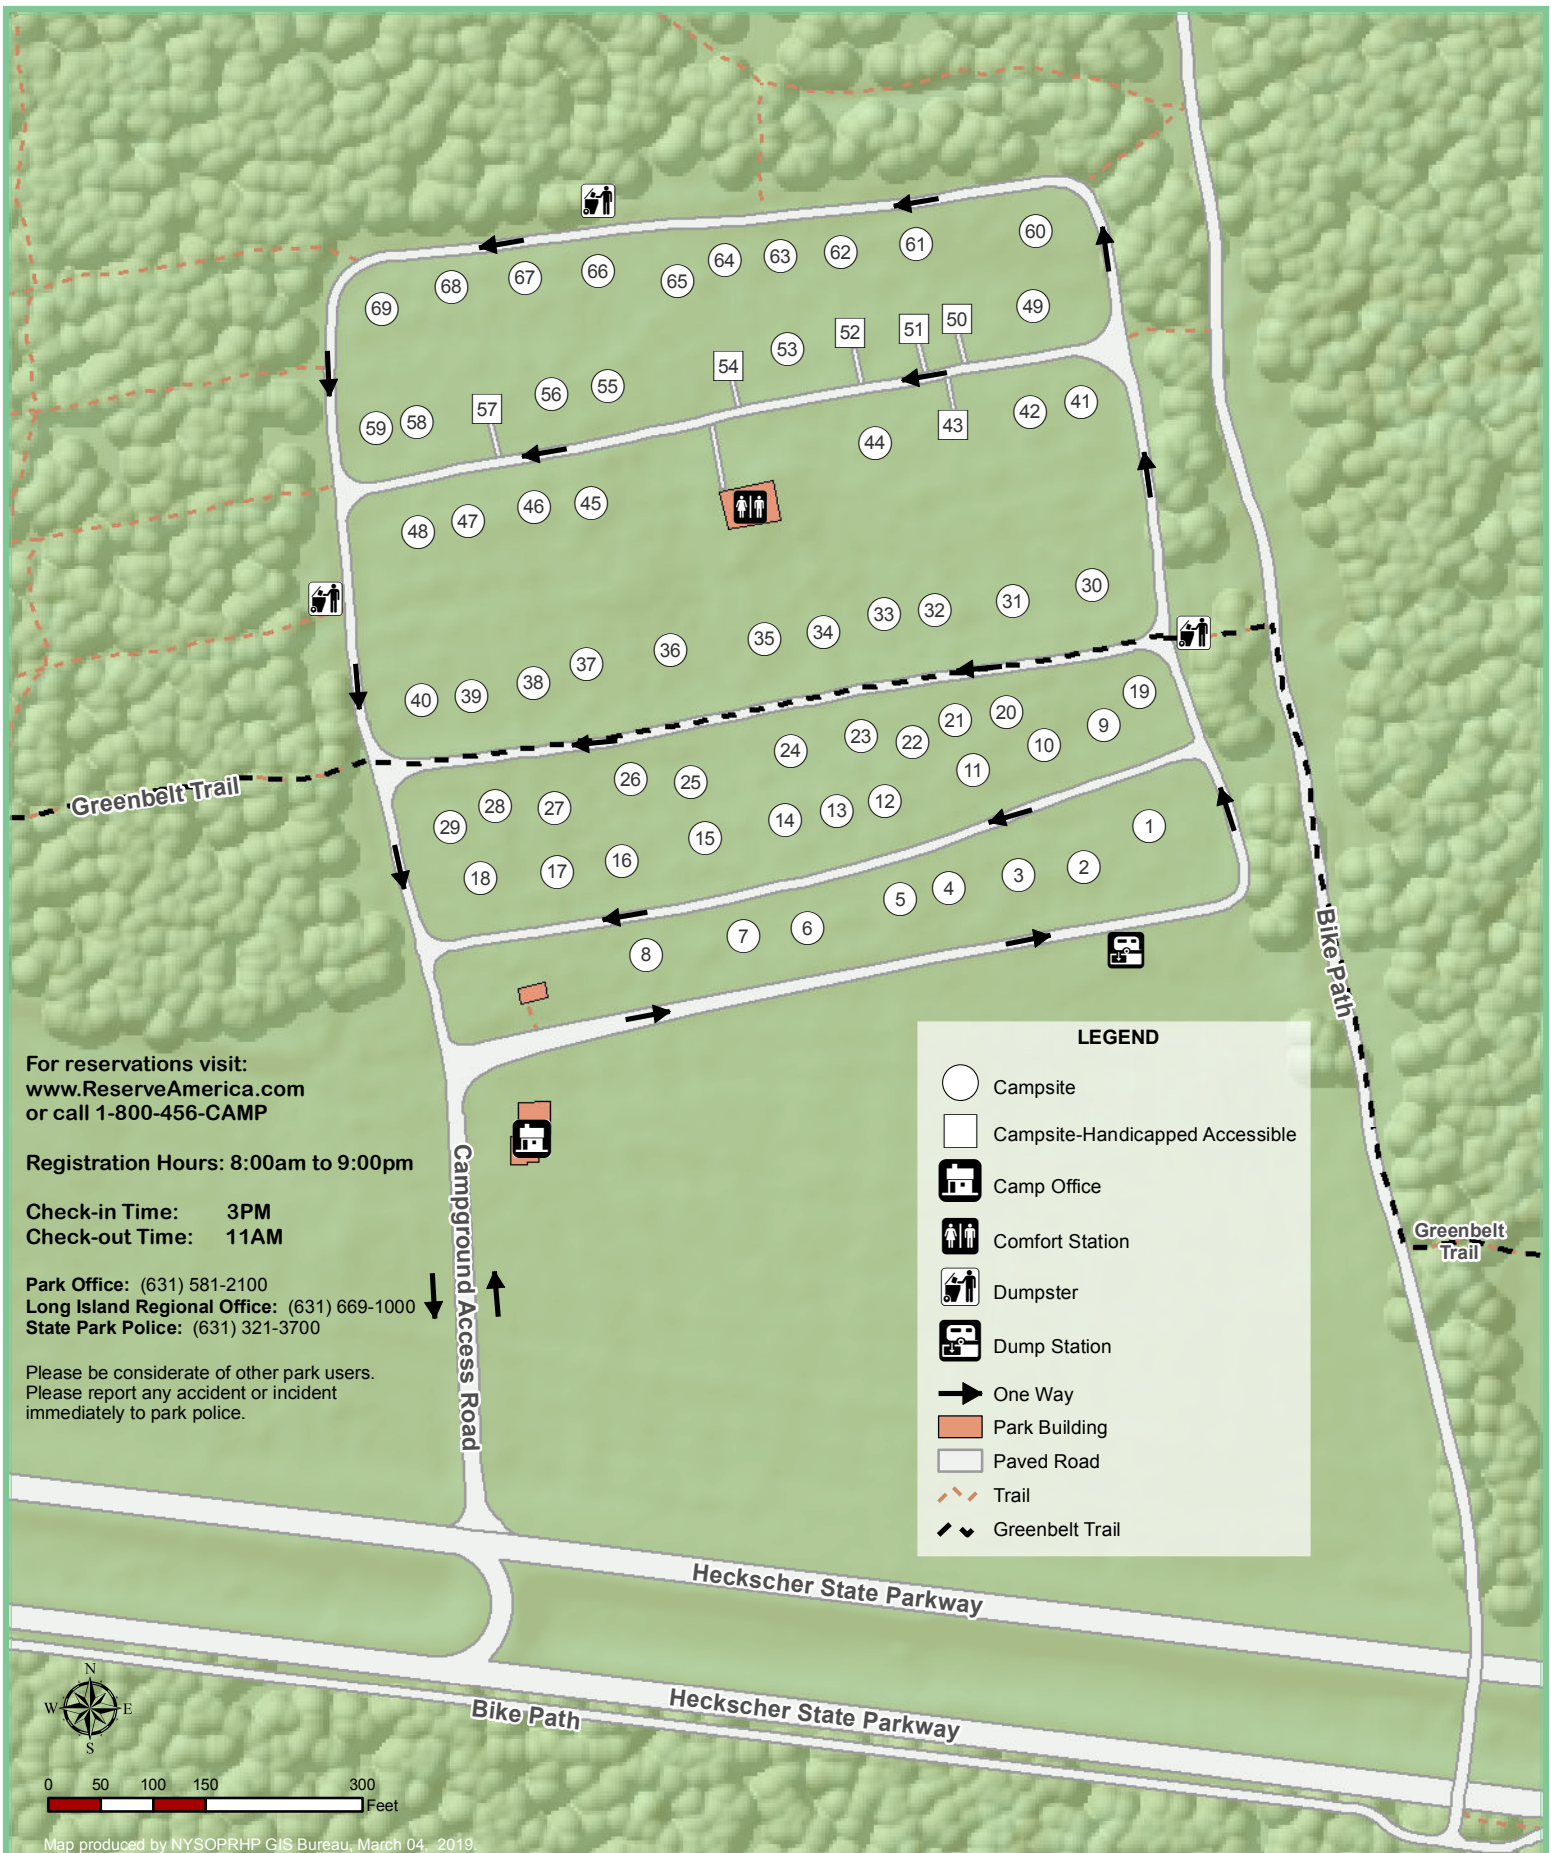 60
61
62
63
64
66
65
67
68
69
49
50
51
52
53
54
55
56
57
58
59
41
42
43
44
45
46
47
48
30
31
32
33
34
35
36
37
38
39
40
19
20
21
22
23
24
25
26
27
28
29
9
10
11
12
13
14
15
16
17
18
1
2
3
4
5
6
7
8
Greenbelt Trail
Bike Path
Greenbelt
Trail
For reservations visit:
www.ReserveAmerica.com
or call 1-800-456-CAMP
Registration Hours: 8:00am to 9:00pm
Check-in Time: 3PM
Check-out Time: 11AM
Park Office: (631) 581-2100
Long Island Regional Office: (631) 669-1000
State Park Police: (631) 321-3700
Please be considerate of other park users.
Please report any accident or incident
immediately to park police.
Campground Access Road
LEGEND
Campsite
Campsite-Handicapped Accessible
Camp Office
Comfort Station
Dumpster
Dump Station
One Way
Park Building
Paved Road
Trail
Greenbelt Trail
Heckscher State Parkway
Heckscher State Parkway
Bike Path
N
W E
S
0 50 100 150 300
Feet
Map produced by NYSOPRHP GIS Bureau, March 04, 2019.